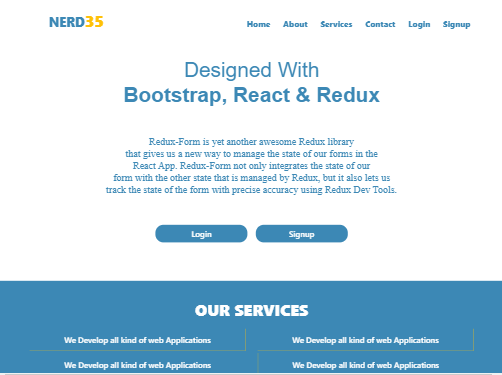 NERD35
Home About Services Contact Login Signup
Designed With
Bootstrap, React & Redux
Redux-Form is yet another awesome Redux library
that gives us a new way to manage the state of our forms in the
React App. Redux-Form not only integrates the state of our
form with the other state that is managed by Redux, but it also lets us
track the state of the form with precise accuracy using Redux Dev Tools.
Login Signup
OUR SERVICES
We Develop all kind of web Applications We Develop all kind of web Applications
We Develop all kind of web Applications We Develop all kind of web Applications